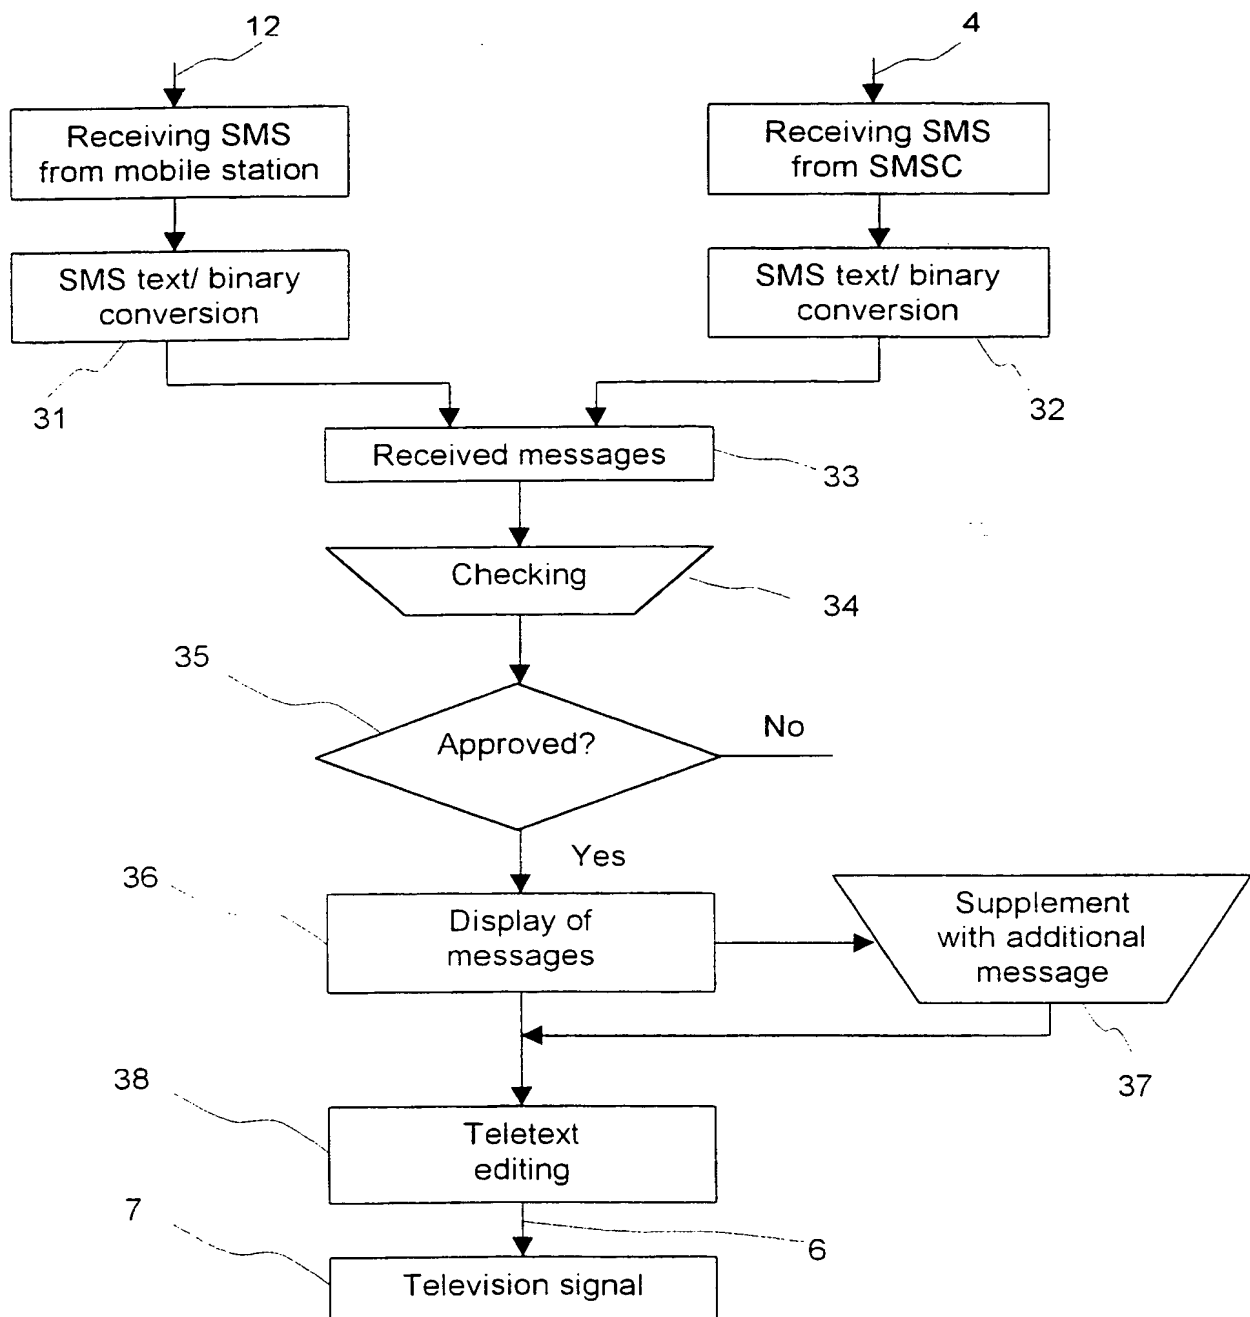 12
4
Receiving SMS
from mobile station
Receiving SMS
from SMSC
SMS text/ binary
conversion
SMS text/ binary
conversion
31
32
Received messages
33
Checking
34
35
Approved?
No
Yes
36
Display of
messages
Supplement
with additional
message
37
38
Teletext
editing
7
6
Television signal